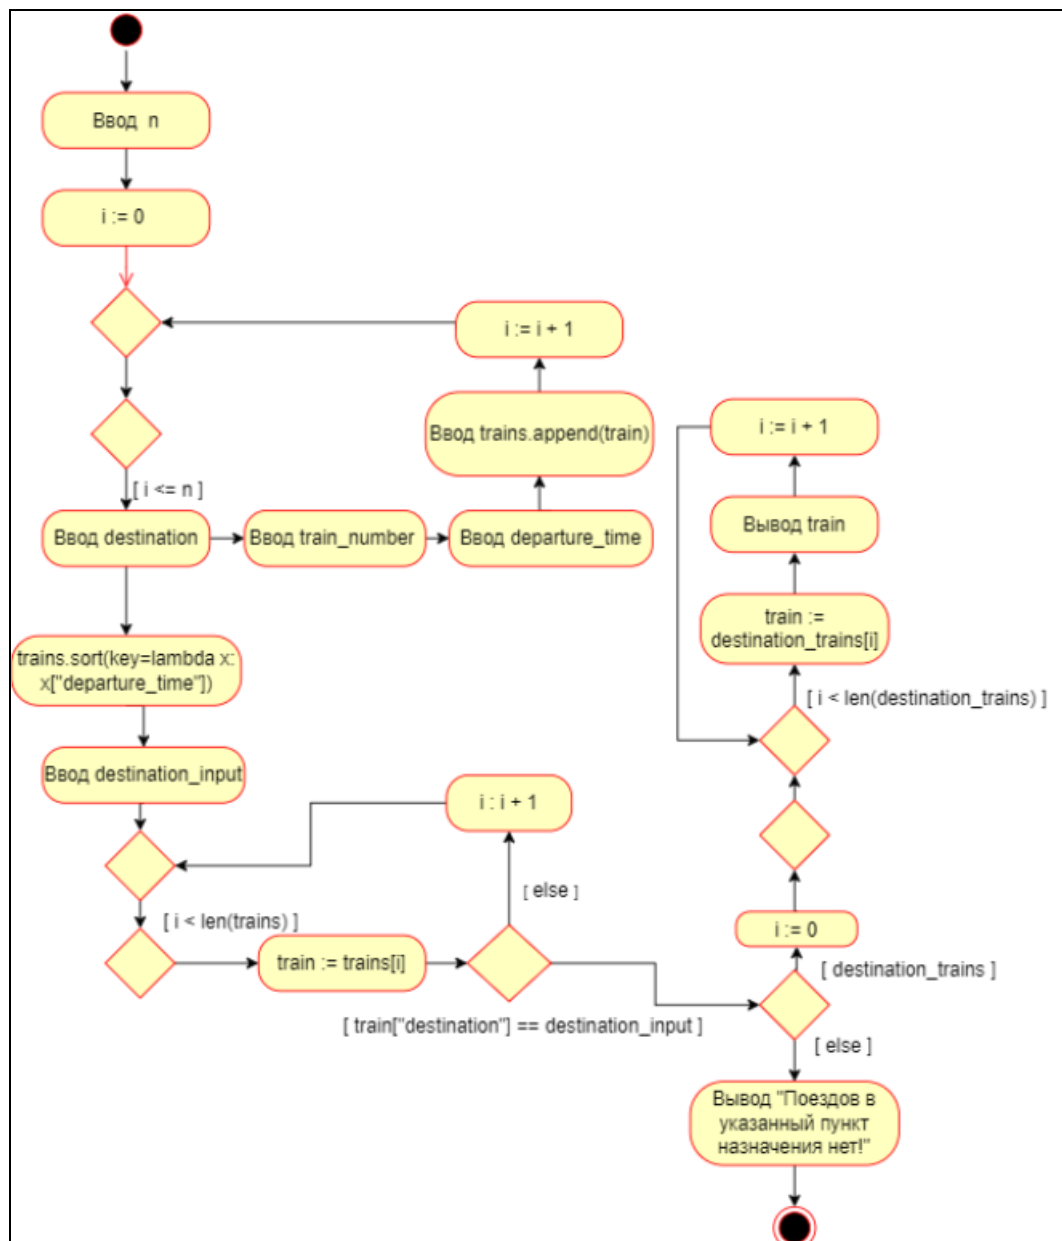 Ввод n
i := 0
i := i + 1
Ввод trains.append(train)
[ i <= n ]
Ввод destination
Ввод train_number
Ввод departure_time
trains.sort(key=lambda x:
x["departure_time"])
Ввод destination_input
i : i + 1
[ else ]
[ i < len(trains) ]
train := trains[i]
[ train["destination"] == destination_input ]
i := i + 1
Вывод train
train :=
destination_trains[i]
[ i < len(destination_trains) ]
i := 0
[ destination_trains ]
[ else ]
Вывод "Поездов в
указанный пункт
назначения нет!"